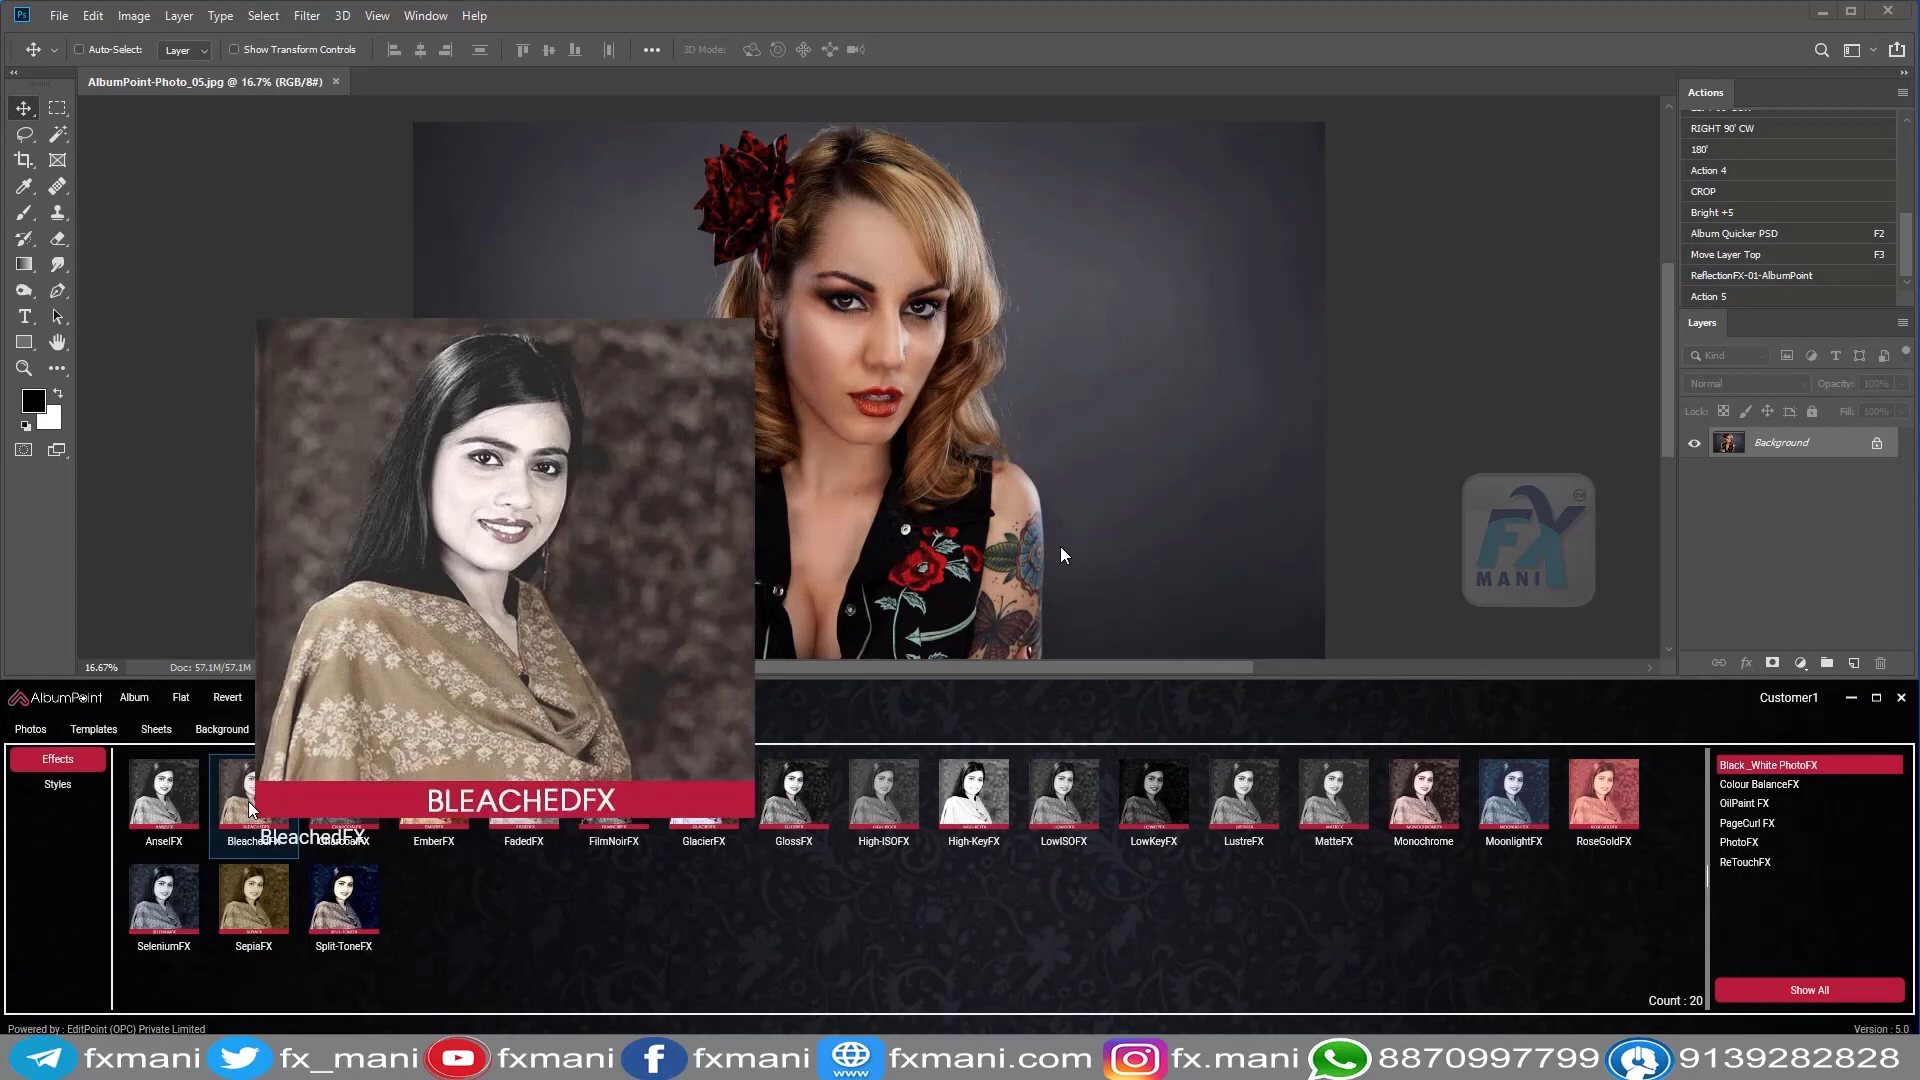 Ps File Edit Image Layer Type Select Filter 3D View Window Help
Auto-Select: Layer Show Transform Controls 3D Mode:
AlbumPoint-Photo_05.jpg @ 16.7% (RGB/8#) ×
Actions
RIGHT 90' CW
180'
Action 4
CROP
Bright +5
Album Quicker PSD F2
Move Layer Top F3
ReflectionFX-01-AlbumPoint
Action 5
Layers
Kind
Normal Opacity: 100%
Lock: Fill: 100%
Background
FX
MANI
TM
fx
16.67% Doc: 57.1M/57.1M
AlbumPoint Album Flat Revert Customer1
Photos Templates Sheets Background
Effects
Styles
BLEACHEDFX
BleachedFX
AnselFX BleachedFX CharcoalFX EmberFX FadedFX FilmNoirFX GlacierFX GlossFX High-ISOFX High-KeyFX LowISOFX LowKeyFX LustreFX MatteFX Monochrome MoonlightFX RoseGoldFX
SeleniumFX SepiaFX Split-ToneFX
Black_White PhotoFX
Colour BalanceFX
OilPaint FX
PageCurl FX
PhotoFX
ReTouchFX
Count : 20
Show All
Powered by : EditPoint (OPC) Private Limited Version : 5.0
fxmani fx_mani fxmani fxmani www fxmani.com fx.mani 8870997799 9139282828